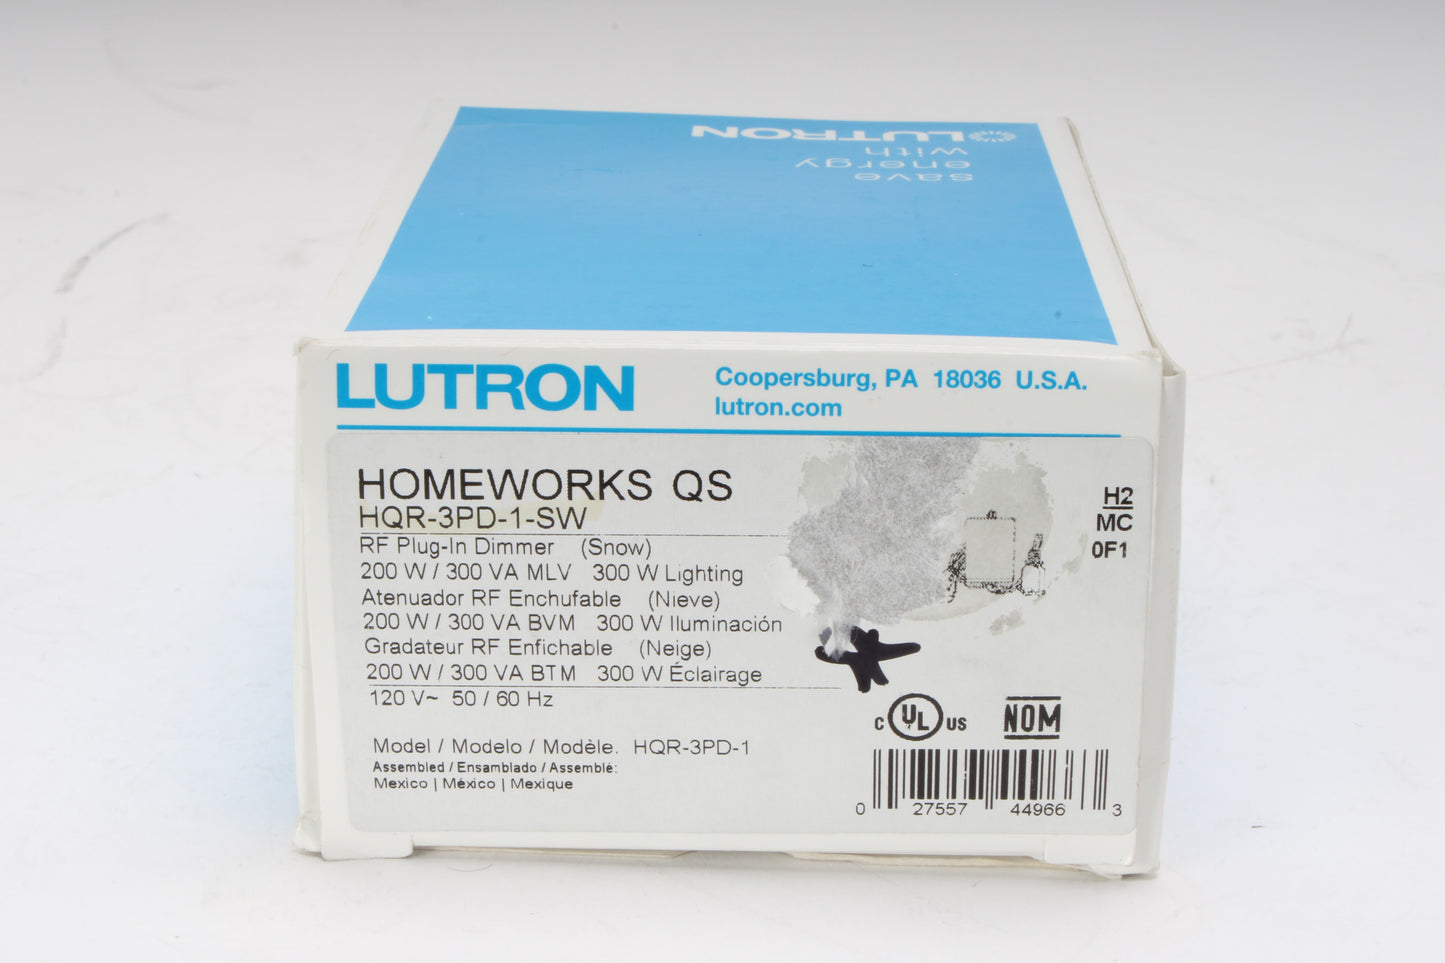 LUTRON
save
energy
with
LUTRON
Coopersburg, PA 18036 U.S.A.
lutron.com
HOMEWORKS QS
HQR-3PD-1-SW
RF Plug-In Dimmer (Snow)
200 W / 300 VA MLV 300 W Lighting
Atenuador RF Enchufable (Nieve)
200 W / 300 VA BVM 300 W Iluminación
Gradateur RF Enfichable (Neige)
200 W / 300 VA BTM 300 W Éclairage
120 V~ 50 / 60 Hz
H2
MC
0F1
Model / Modelo / Modèle: HQR-3PD-1
Assembled / Ensamblado / Assemblé:
Mexico | México | Mexique
C UL US
NOM
0 27557 44966 3